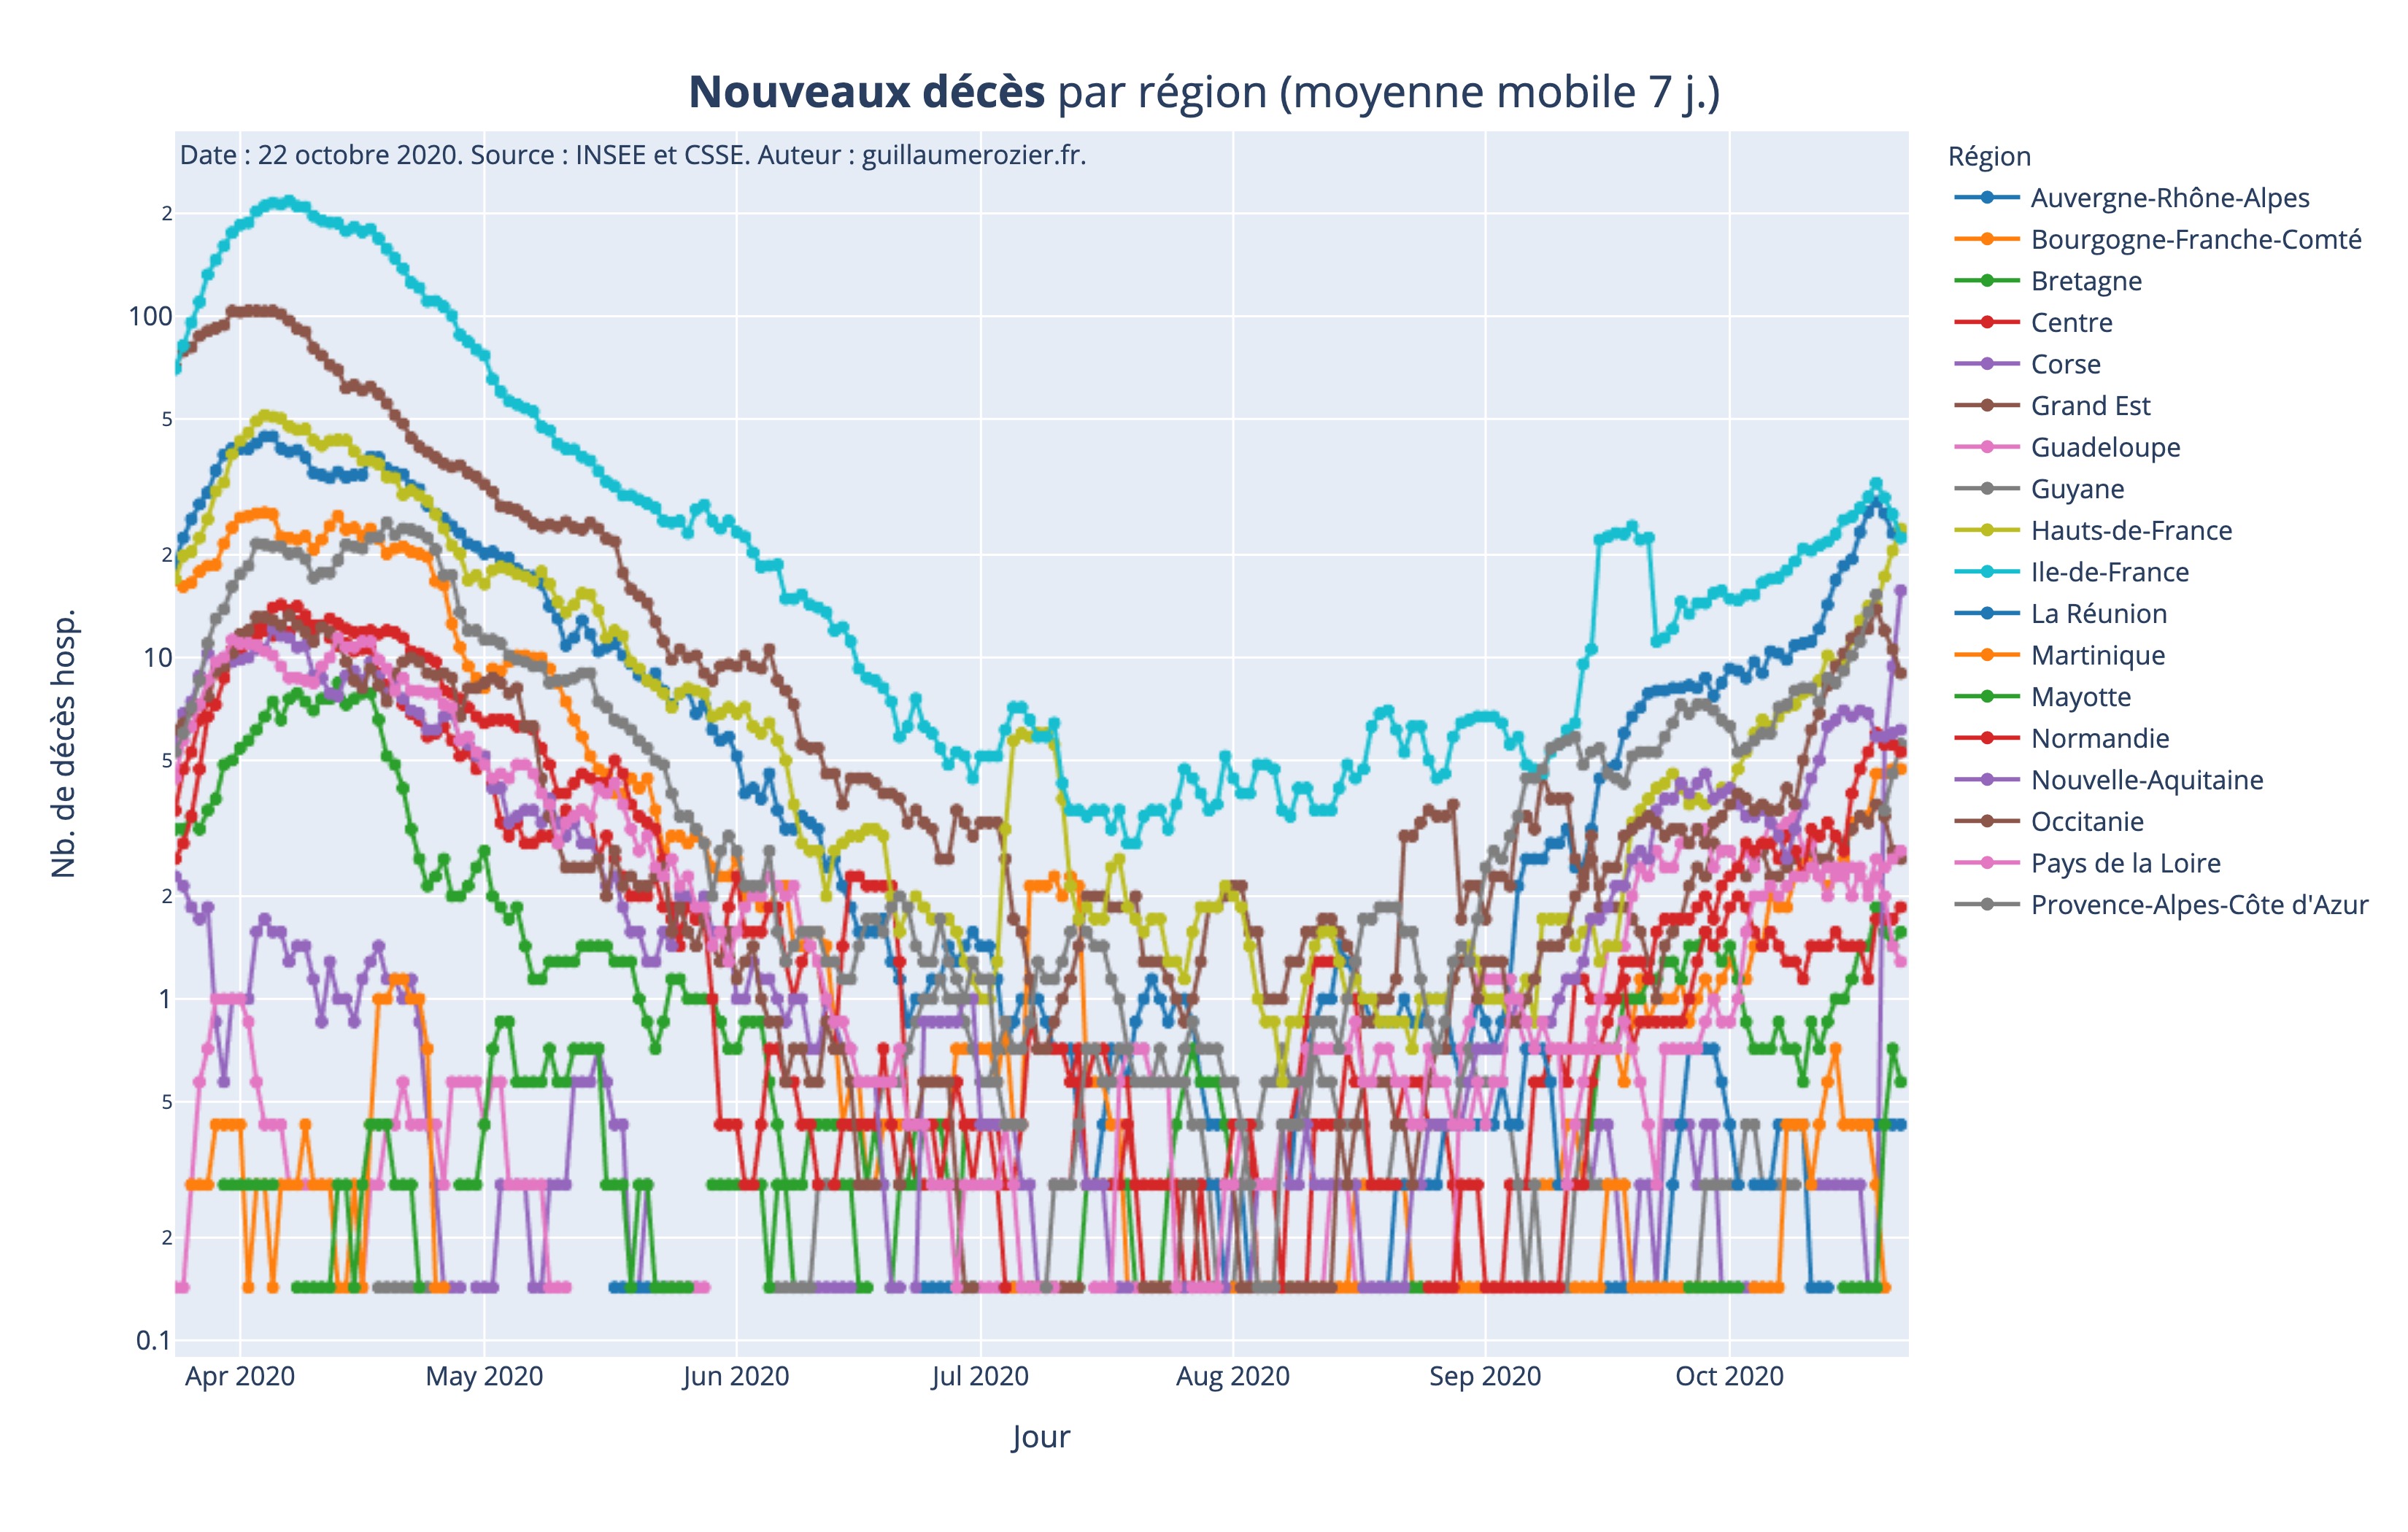 Nouveaux décès par région (moyenne mobile 7 j.)
Date : 22 octobre 2020. Source : INSEE et CSSE. Auteur : guillaumerozier.fr.
Nb. de décès hosp.
2
100
5
2
10
5
2
1
5
2
0.1
Apr 2020
May 2020
Jun 2020
Jul 2020
Aug 2020
Sep 2020
Oct 2020
Jour
Région
Auvergne-Rhône-Alpes
Bourgogne-Franche-Comté
Bretagne
Centre
Corse
Grand Est
Guadeloupe
Guyane
Hauts-de-France
Ile-de-France
La Réunion
Martinique
Mayotte
Normandie
Nouvelle-Aquitaine
Occitanie
Pays de la Loire
Provence-Alpes-Côte d'Azur